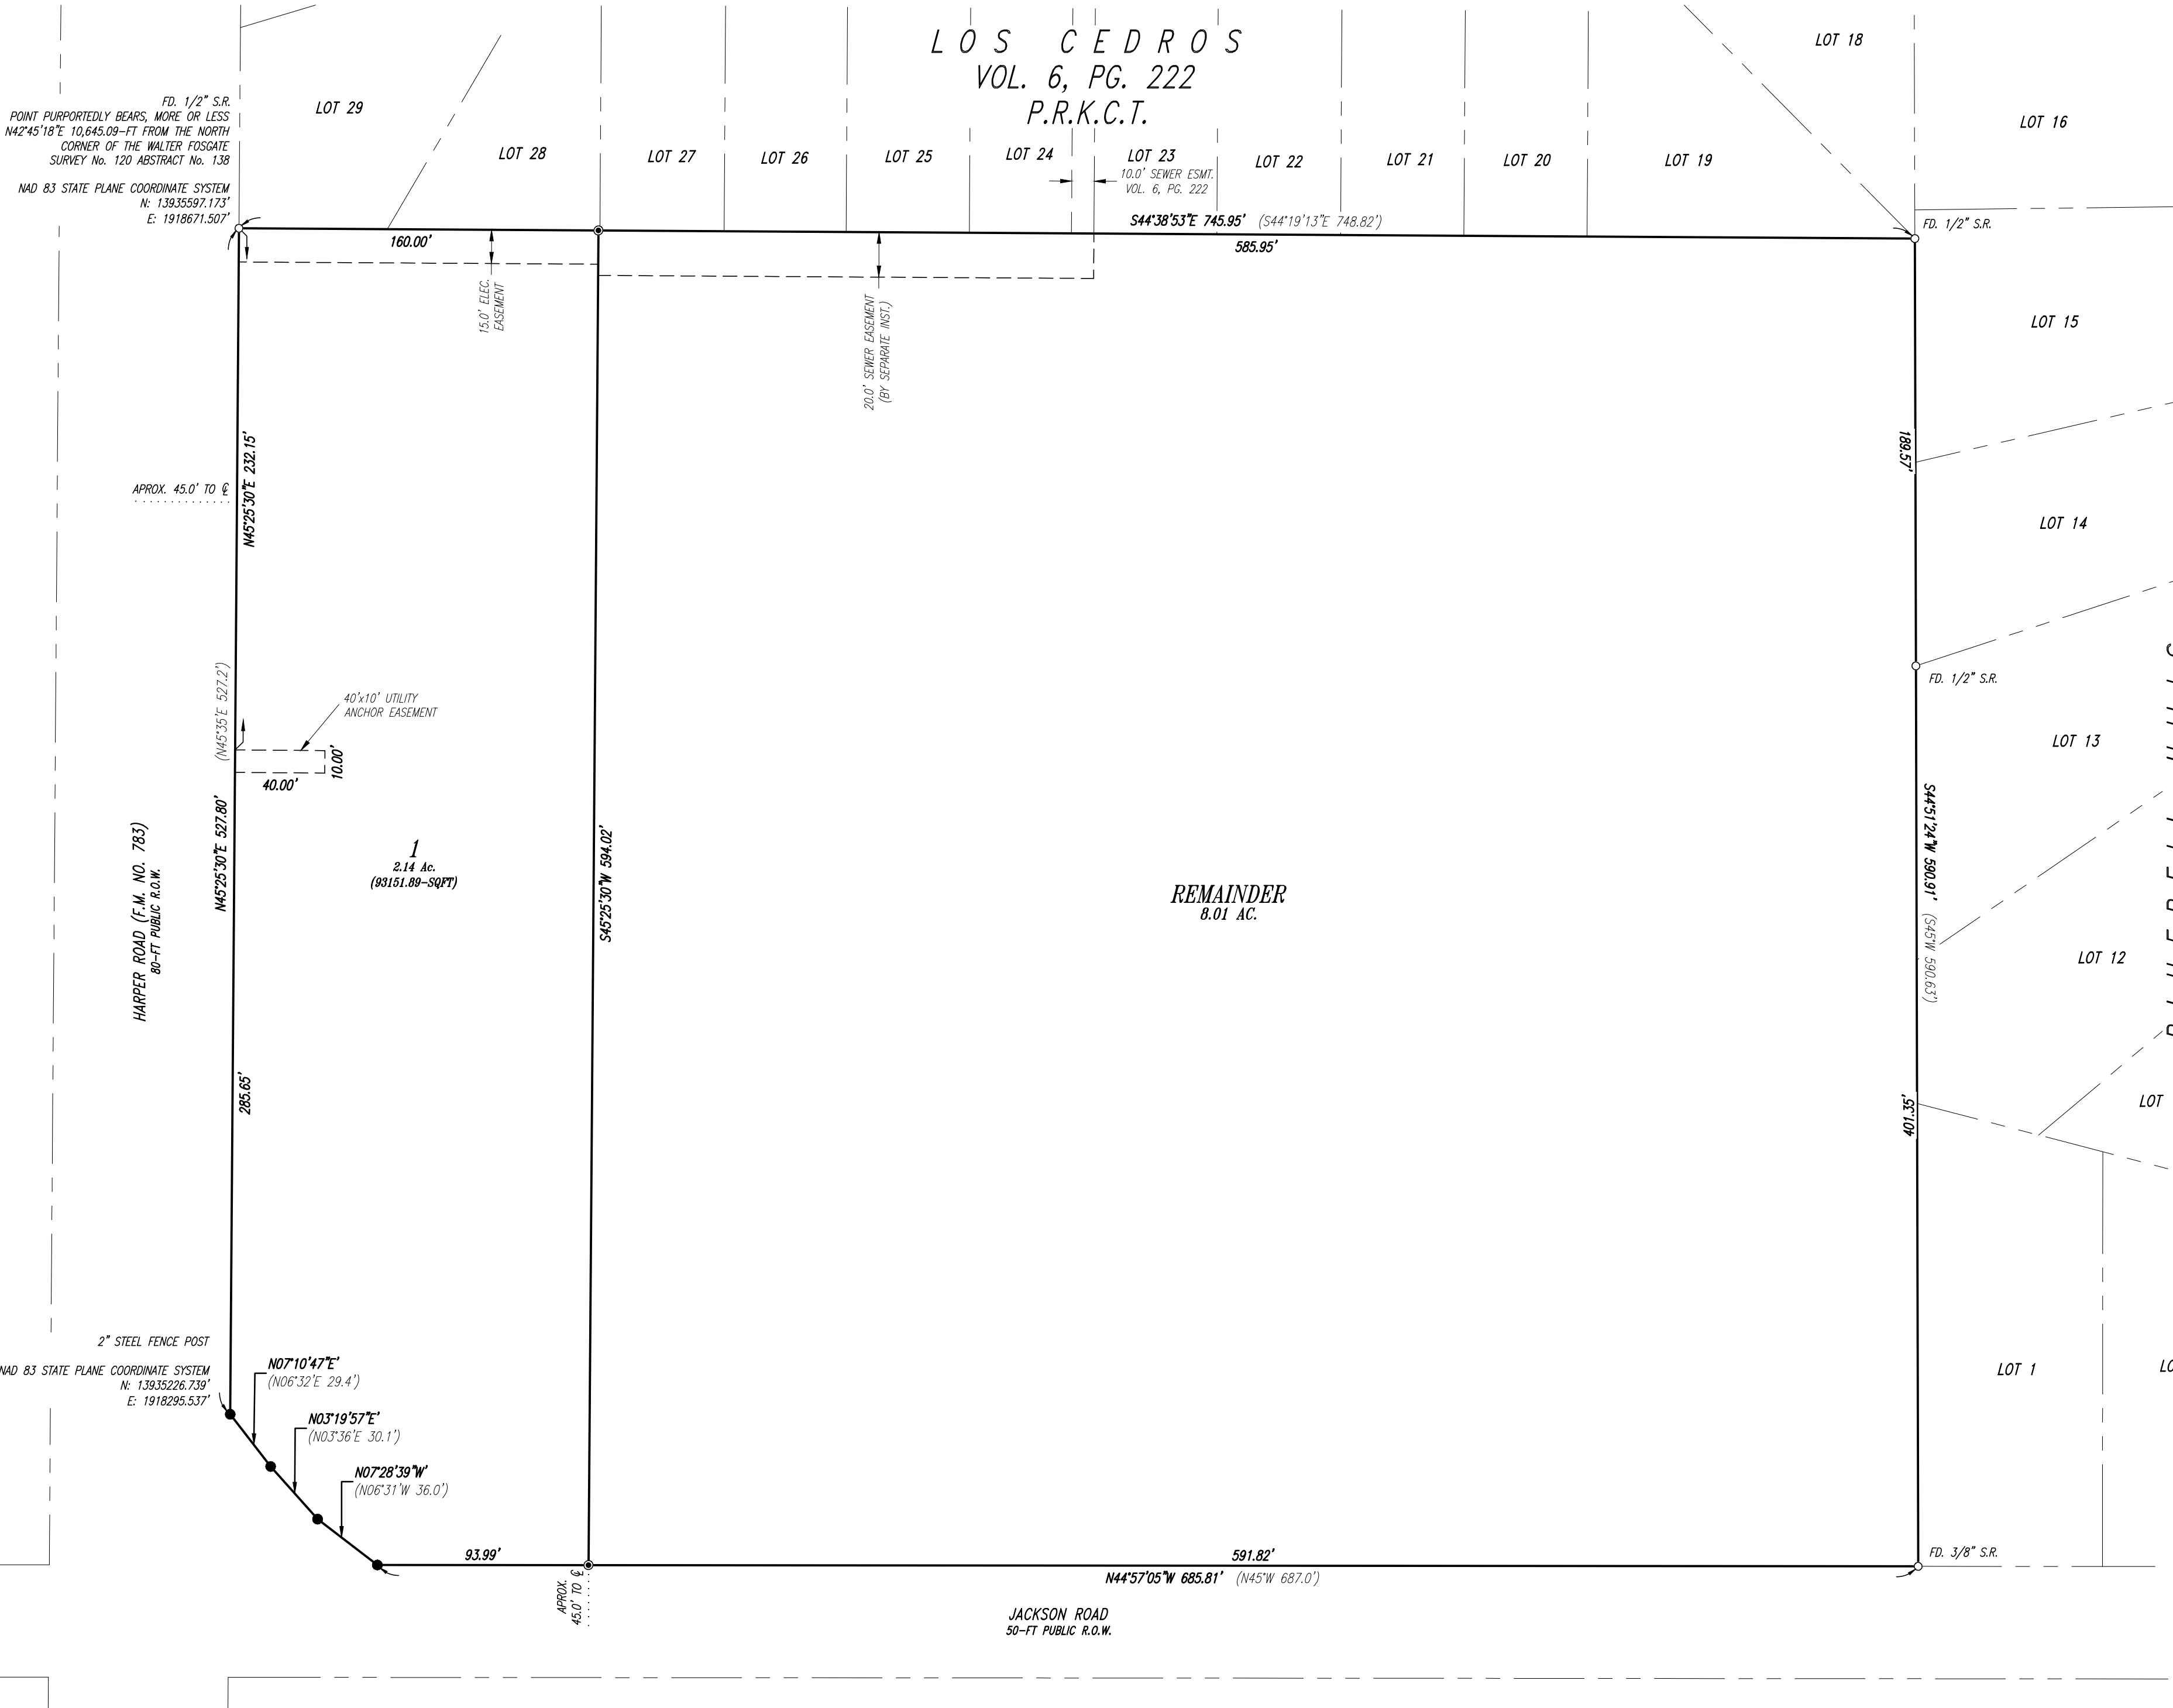 LOS CEDROS
VOL. 6, PG. 222
P.R.K.C.T.
LOT 18
LOT 16
FD. 1/2" S.R.
POINT PURPORTEDLY BEARS, MORE OR LESS
N42°45'18"E 10,645.09-FT FROM THE NORTH
CORNER OF THE WALTER FOSGATE
SURVEY No. 120 ABSTRACT No. 138
NAD 83 STATE PLANE COORDINATE SYSTEM
N: 13935597.173'
E: 1918671.507'
LOT 29
LOT 28
LOT 27
LOT 26
LOT 25
LOT 24
LOT 23
LOT 22
LOT 21
LOT 20
LOT 19
10.0' SEWER ESMT.
VOL. 6, PG. 222
S44°38'53"E 745.95' (S44°19'13"E 748.82')
160.00'
585.95'
FD. 1/2" S.R.
15.0' ELEC.
EASEMENT
20.0' SEWER EASEMENT
(BY SEPARATE INST.)
LOT 15
189.57'
N45°25'30"E 232.15'
APROX. 45.0' TO ℄
LOT 14
FD. 1/2" S.R.
LOT 13
(N45°35'E 527.2')
N45°25'30"E 527.80'
40'x10' UTILITY
ANCHOR EASEMENT
10.00'
40.00'
1
2.14 Ac.
(93151.89-SQFT)
S45°25'30"W 594.02'
REMAINDER
8.01 AC.
S44°51'24"W 590.91' (S45°W 590.63')
LOT 12
HARPER ROAD (F.M. NO. 783)
80-FT PUBLIC R.O.W.
285.65'
401.35'
LOT
2" STEEL FENCE POST
NAD 83 STATE PLANE COORDINATE SYSTEM
N: 13935226.739'
E: 1918295.537'
N07°10'47"E'
(N06°32'E 29.4')
N03°19'57"E'
(N03°36'E 30.1')
N07°28'39"W'
(N06°31'W 36.0')
LOT 1
93.99'
591.82'
FD. 3/8" S.R.
APROX.
45.0' TO ℄
N44°57'05"W 685.81' (N45°W 687.0')
JACKSON ROAD
50-FT PUBLIC R.O.W.